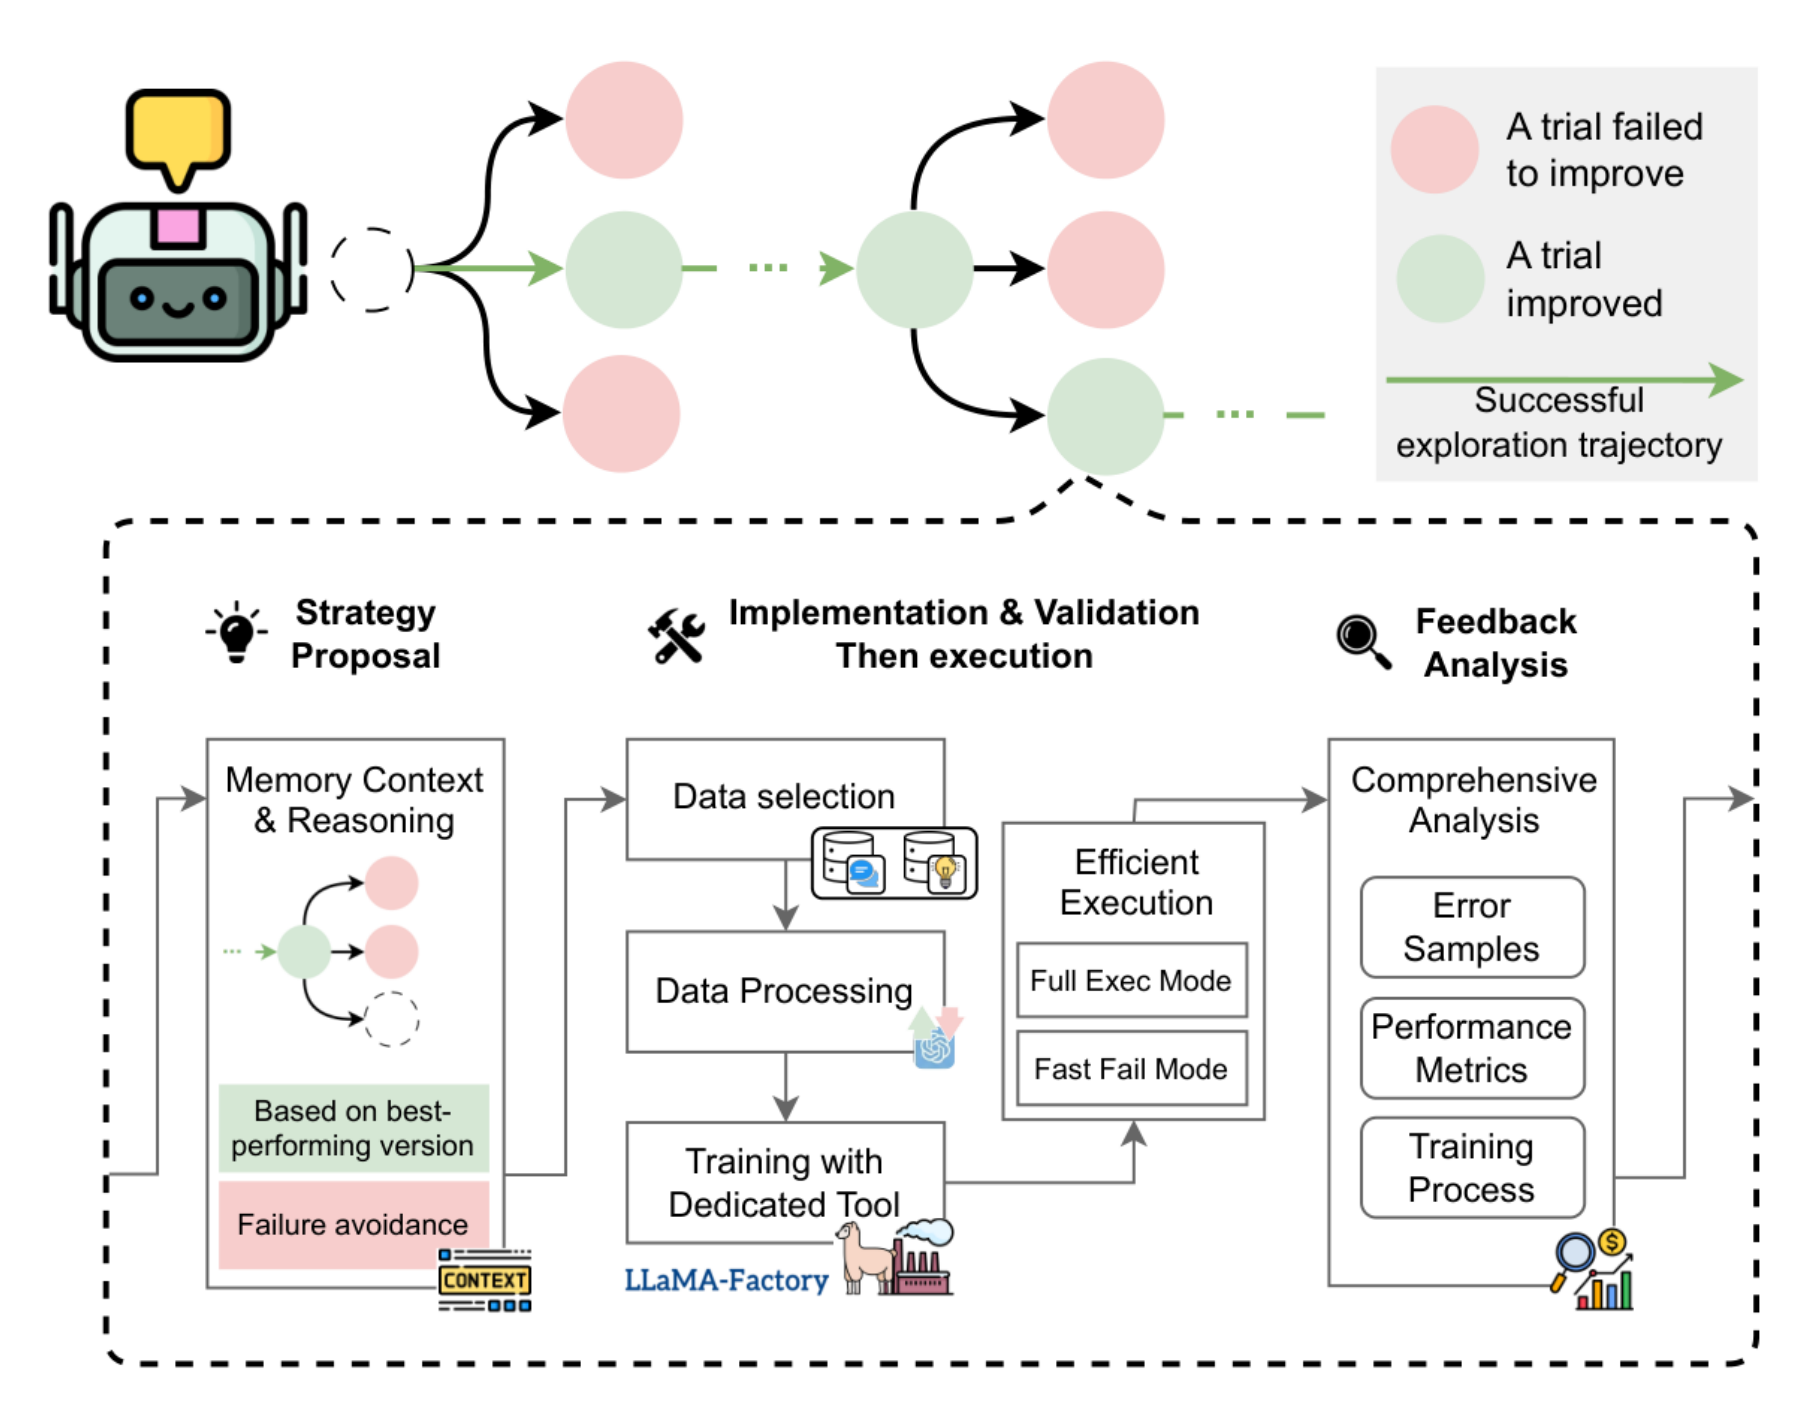 A trial failed
to improve
A trial
improved
Successful
exploration trajectory
Strategy
Proposal
Implementation & Validation
Then execution
Feedback
Analysis
Memory Context
& Reasoning
Based on best-
performing version
Failure avoidance
CONTEXT
Data selection
Data Processing
Training with
Dedicated Tool
LLaMA-Factory
Efficient
Execution
Full Exec Mode
Fast Fail Mode
Comprehensive
Analysis
Error
Samples
Performance
Metrics
Training
Process
$